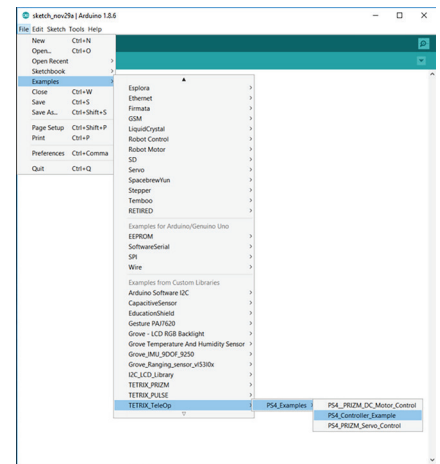 sketch_nov29a | Arduino 1.8.6
File Edit Sketch Tools Help
New Ctrl+N
Open... Ctrl+O
Open Recent
Sketchbook
Examples
Close Ctrl+W
Save Ctrl+S
Save As... Ctrl+Shift+S
Page Setup Ctrl+Shift+P
Print Ctrl+P
Preferences Ctrl+Comma
Quit Ctrl+Q
Esplora
Ethernet
Firmata
GSM
LiquidCrystal
Robot Control
Robot Motor
SD
Servo
SpacebrewYun
Stepper
Temboo
RETIRED
Examples for Arduino/Genuino Uno
EEPROM
SoftwareSerial
SPI
Wire
Examples from Custom Libraries
Arduino Software I2C
CapacitiveSensor
EducationShield
Gesture PAJ7620
Grove - LCD RGB Backlight
Grove Temperature And Humidity Sensor
Grove_IMU_9DOF_9250
Grove_Ranging_sensor_vl53l0x
I2C_LCD_Library
TETRIX_PRIZM
TETRIX_PULSE
TETRIX_TeleOp
PS4_Examples
PS4__PRIZM_DC_Motor_Control
PS4_Controller_Example
PS4_PRIZM_Servo_Control